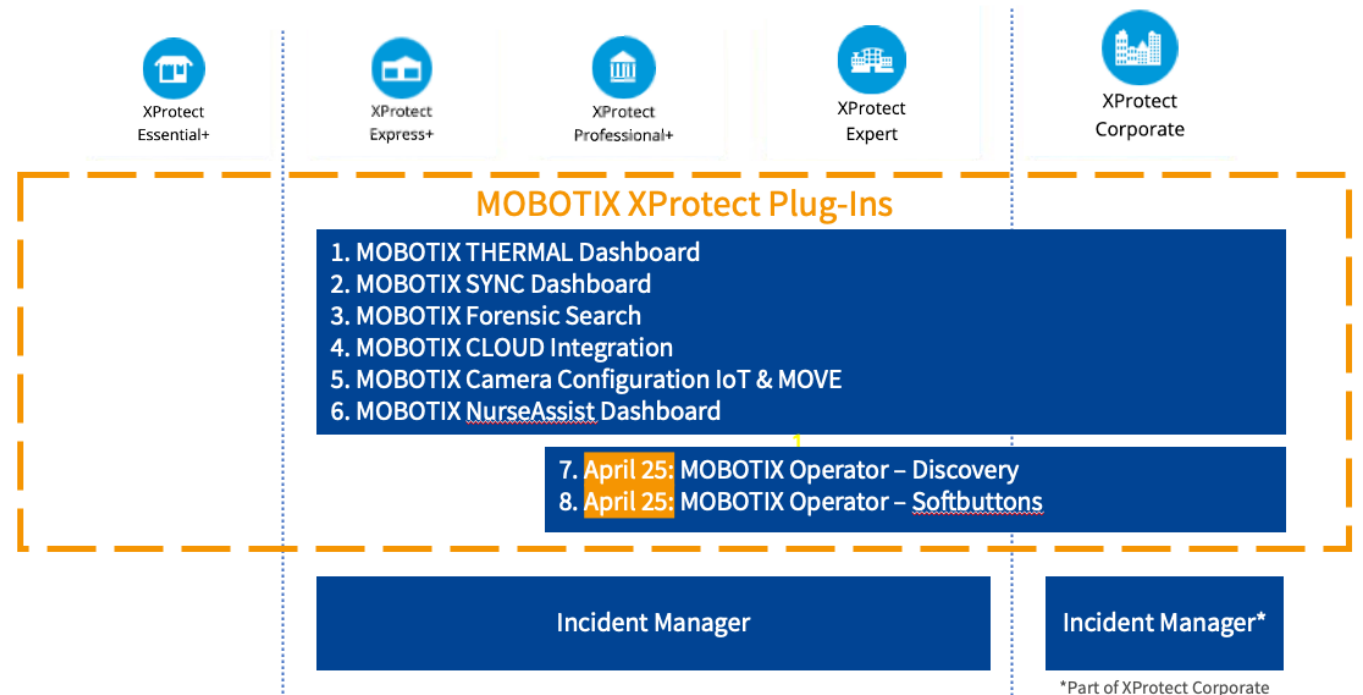 XProtect
Essential+
XProtect
Express+
XProtect
Professional+
XProtect
Expert
XProtect
Corporate
MOBOTIX XProtect Plug-Ins
1. MOBOTIX THERMAL Dashboard
2. MOBOTIX SYNC Dashboard
3. MOBOTIX Forensic Search
4. MOBOTIX CLOUD Integration
5. MOBOTIX Camera Configuration IoT & MOVE
6. MOBOTIX NurseAssist Dashboard
1
7. April 25: MOBOTIX Operator – Discovery
8. April 25: MOBOTIX Operator – Softbuttons
Incident Manager
Incident Manager*
*Part of XProtect Corporate